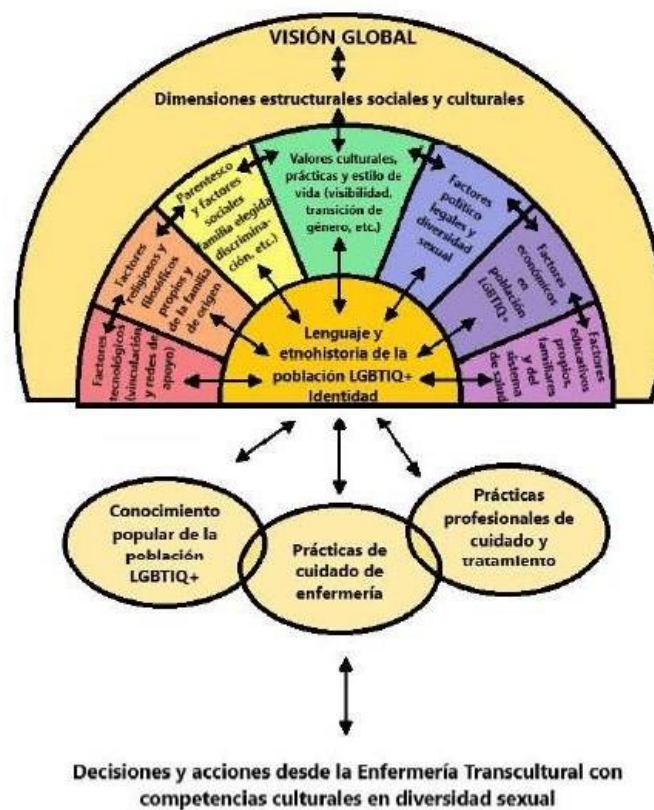 VISIÓN GLOBAL
Dimensiones estructurales sociales y culturales
Factores
tecnológicos
(vinculación
y redes de
apoyo)
Factores
religiosos y
filosóficos
propios y
de la familia
de origen
Parentesco
y factores
sociales
familia elegida
discrimina-
ción, etc.)
Valores culturales,
prácticas y estilo de
vida (visibilidad,
transición de
género, etc.)
Factores
político
legales y
diversidad
sexual
Factores
económicos
en
población
LGBTIQ+
Factores
educativos
propios,
familiares
y del
sistema
de salud
Lenguaje y
etnohistoria de la
población LGBTIQ+
Identidad
Conocimiento
popular de la
población
LGBTIQ+
Prácticas de
cuidado de
enfermería
Prácticas
profesionales de
cuidado y
tratamiento
Decisiones y acciones desde la Enfermería Transcultural con
competencias culturales en diversidad sexual